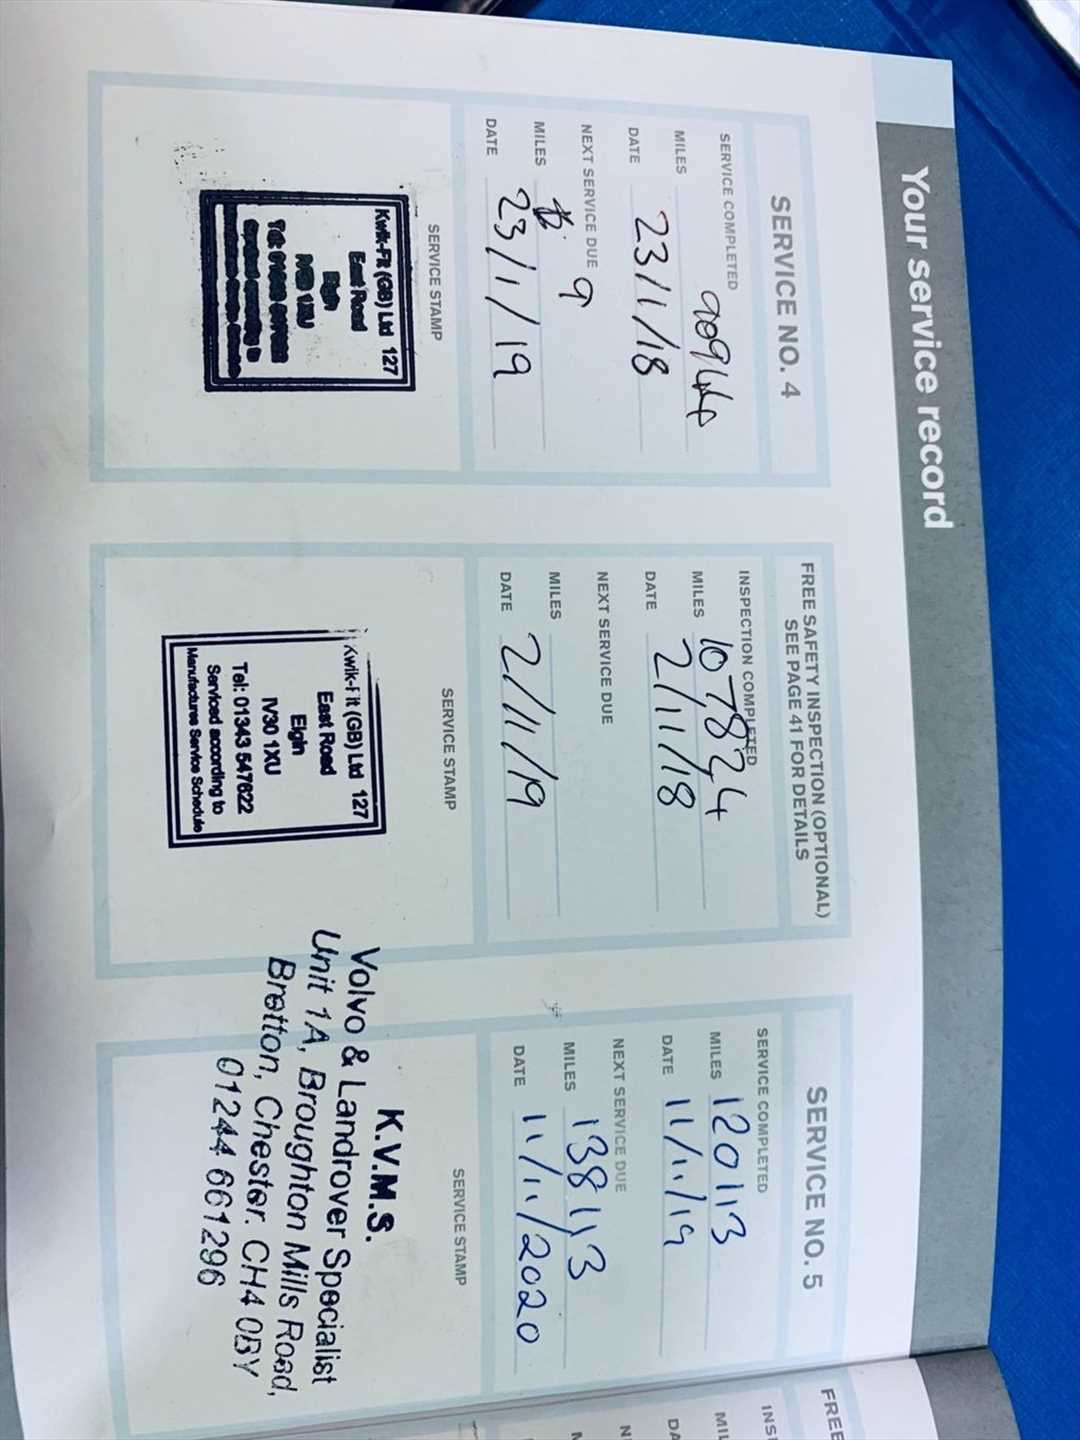 Your service record
SERVICE NO. 4
SERVICE COMPLETED
MILES 90944
DATE 23/1/18
NEXT SERVICE DUE
MILES
DATE 23/1/19
SERVICE STAMP
Kwik-Fit (GB) Ltd 127
East Road
Elgin
FREE SAFETY INSPECTION (OPTIONAL)
SEE PAGE 41 FOR DETAILS
INSPECTION COMPLETED
MILES 107824
DATE 2/11/18
NEXT SERVICE DUE
MILES
DATE 2/11/19
SERVICE STAMP
Kwik-Fit (GB) Ltd 127
East Road
Elgin
IV30 1XU
Tel: 01343 547622
Serviced according to
Manufactures Service Schedule
SERVICE NO. 5
SERVICE COMPLETED
MILES 120113
DATE 11/11/19
NEXT SERVICE DUE
MILES 138113
DATE 11/11/2020
SERVICE STAMP
K.V.M.S.
Volvo & Landrover Specialist
Unit 1A, Broughton Mills Road,
Bretton, Chester. CH4 0BY
01244 661296
FREE